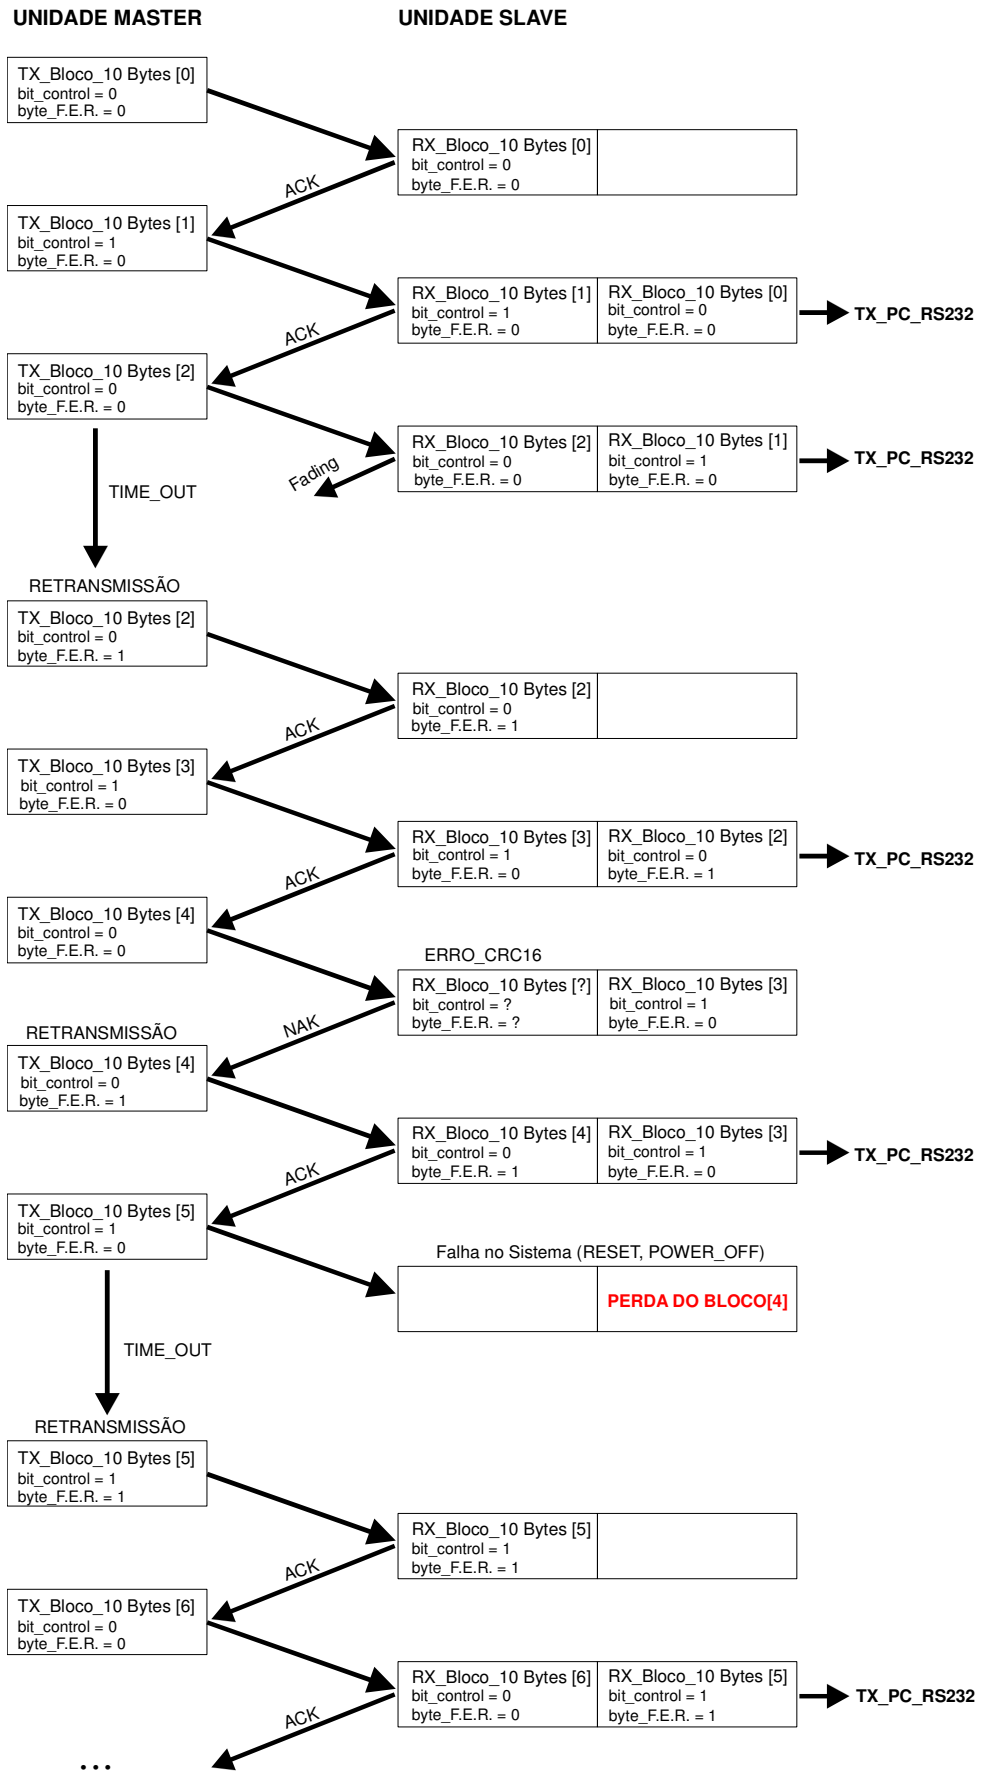 UNIDADE MASTER
UNIDADE SLAVE
TX_Bloco_10 Bytes [0]
bit_control = 0
byte_F.E.R. = 0
RX_Bloco_10 Bytes [0]
bit_control = 0
byte_F.E.R. = 0
ACK
TX_Bloco_10 Bytes [1]
bit_control = 1
byte_F.E.R. = 0
RX_Bloco_10 Bytes [1]
bit_control = 1
byte_F.E.R. = 0
RX_Bloco_10 Bytes [0]
bit_control = 0
byte_F.E.R. = 0
TX_PC_RS232
ACK
TX_Bloco_10 Bytes [2]
bit_control = 0
byte_F.E.R. = 0
RX_Bloco_10 Bytes [2]
bit_control = 0
byte_F.E.R. = 0
RX_Bloco_10 Bytes [1]
bit_control = 1
byte_F.E.R. = 0
TX_PC_RS232
Fading
TIME_OUT
RETRANSMISSÃO
TX_Bloco_10 Bytes [2]
bit_control = 0
byte_F.E.R. = 1
RX_Bloco_10 Bytes [2]
bit_control = 0
byte_F.E.R. = 1
ACK
TX_Bloco_10 Bytes [3]
bit_control = 1
byte_F.E.R. = 0
RX_Bloco_10 Bytes [3]
bit_control = 1
byte_F.E.R. = 0
RX_Bloco_10 Bytes [2]
bit_control = 0
byte_F.E.R. = 1
TX_PC_RS232
ACK
TX_Bloco_10 Bytes [4]
bit_control = 0
byte_F.E.R. = 0
ERRO_CRC16
RX_Bloco_10 Bytes [?]
bit_control = ?
byte_F.E.R. = ?
RX_Bloco_10 Bytes [3]
bit_control = 1
byte_F.E.R. = 0
NAK
RETRANSMISSÃO
TX_Bloco_10 Bytes [4]
bit_control = 0
byte_F.E.R. = 1
RX_Bloco_10 Bytes [4]
bit_control = 0
byte_F.E.R. = 1
RX_Bloco_10 Bytes [3]
bit_control = 1
byte_F.E.R. = 0
TX_PC_RS232
ACK
TX_Bloco_10 Bytes [5]
bit_control = 1
byte_F.E.R. = 0
Falha no Sistema (RESET, POWER_OFF)
PERDA DO BLOCO[4]
TIME_OUT
RETRANSMISSÃO
TX_Bloco_10 Bytes [5]
bit_control = 1
byte_F.E.R. = 1
RX_Bloco_10 Bytes [5]
bit_control = 1
byte_F.E.R. = 1
ACK
TX_Bloco_10 Bytes [6]
bit_control = 0
byte_F.E.R. = 0
RX_Bloco_10 Bytes [6]
bit_control = 0
byte_F.E.R. = 0
RX_Bloco_10 Bytes [5]
bit_control = 1
byte_F.E.R. = 1
TX_PC_RS232
ACK
...